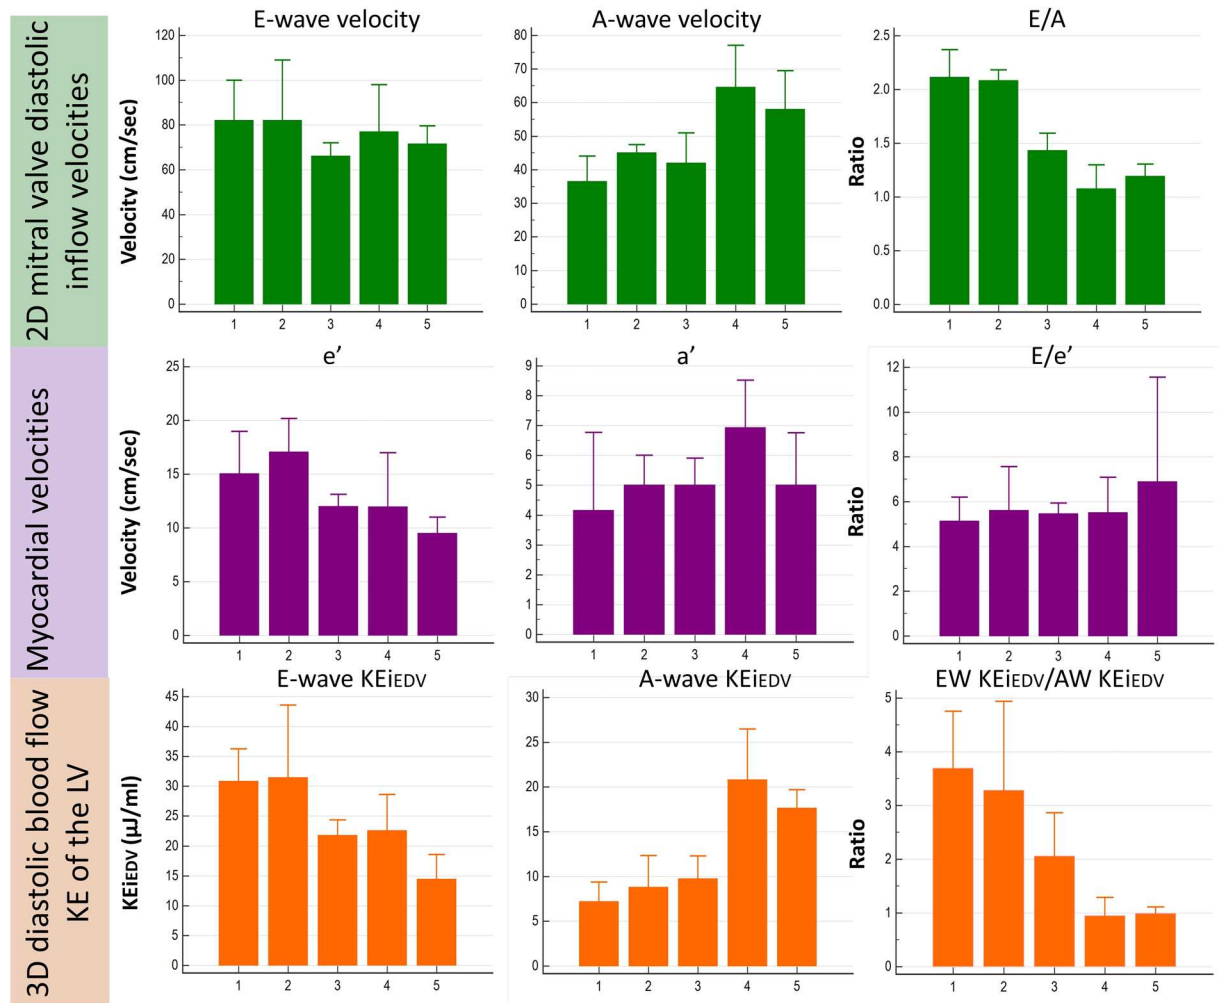 2D mitral valve diastolic
inflow velocities
E-wave velocity
Velocity (cm/sec)
120
100
80
60
40
20
0
1 2 3 4 5
A-wave velocity
80
70
60
50
40
30
20
10
0
1 2 3 4 5
E/A
Ratio
2.5
2.0
1.5
1.0
0.5
0.0
1 2 3 4 5
Myocardial velocities
e’
Velocity (cm/sec)
25
20
15
10
5
0
1 2 3 4 5
a’
9
8
7
6
5
4
3
2
1
0
1 2 3 4 5
E/e’
Ratio
12
10
8
6
4
2
0
1 2 3 4 5
3D diastolic blood flow
KE of the LV
E-wave KEiEDV
KEiEDV (µJ/ml)
45
40
35
30
25
20
15
10
5
0
1 2 3 4 5
A-wave KEiEDV
30
25
20
15
10
5
0
1 2 3 4 5
EW KEiEDV/AW KEiEDV
Ratio
5
4
3
2
1
0
1 2 3 4 5